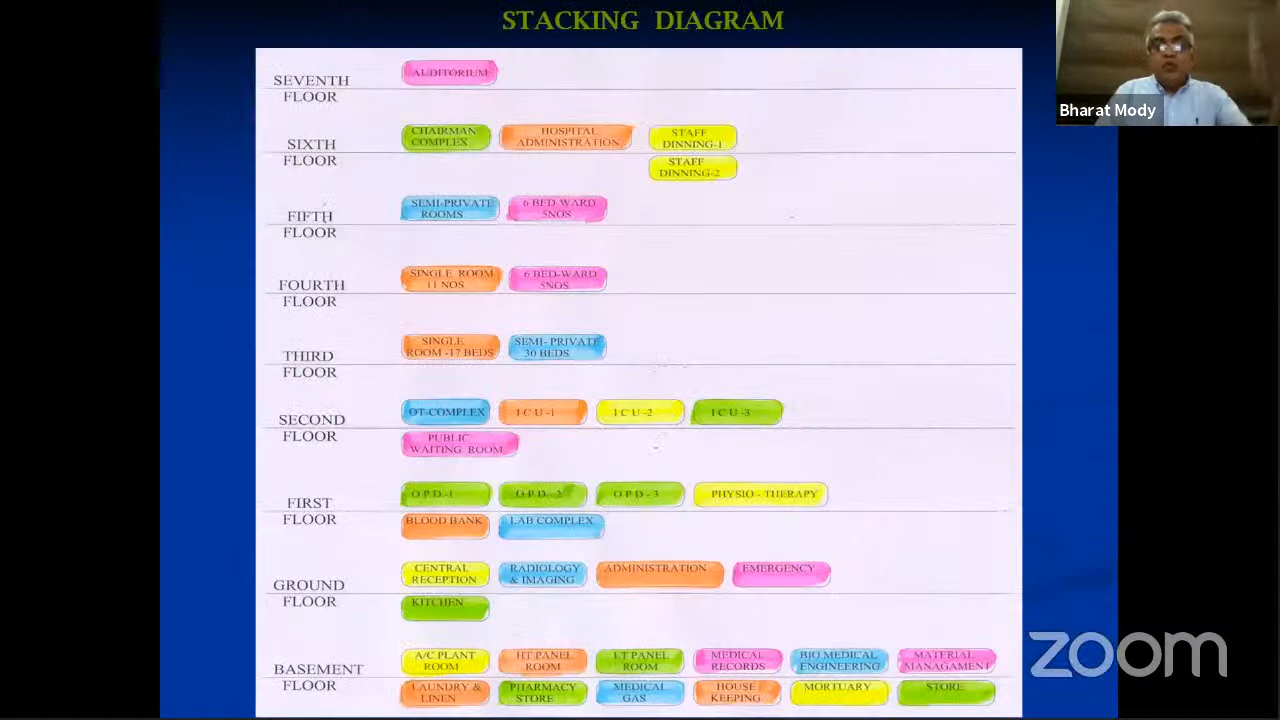 STACKING DIAGRAM
Bharat Mody
SEVENTH
FLOOR
AUDITORIUM
SIXTH
FLOOR
CHAIRMAN
COMPLEX
HOSPITAL
ADMINISTRATION
STAFF
DINNING-1
STAFF
DINNING-2
FIFTH
FLOOR
SEMI-PRIVATE
ROOMS
6 BED-WARD
5NOS
FOURTH
FLOOR
SINGLE ROOM
11 NOS
6 BED-WARD
5NOS
THIRD
FLOOR
SINGLE
ROOM -17 BEDS
SEMI- PRIVATE
30 BEDS
SECOND
FLOOR
OT-COMPLEX
I C U -1
I C U -2
I C U -3
PUBLIC
WAITING ROOM
FIRST
FLOOR
O P D -1
O P D - 2
O P D - 3
PHYSIO - THERAPY
BLOOD BANK
LAB COMPLEX
GROUND
FLOOR
CENTRAL
RECEPTION
RADIOLOGY
& IMAGING
ADMINISTRATION
EMERGENCY
KITCHEN
BASEMENT
FLOOR
A/C PLANT
ROOM
HT PANEL
ROOM
LT PANEL
ROOM
MEDICAL
RECORDS
BIO MEDICAL
ENGINEERING
MATERIAL
MANAGAMENT
LAUNDRY &
LINEN
PHARMACY
STORE
MEDICAL
GAS
HOUSE
KEEPING
MORTUARY
STORE
zoom